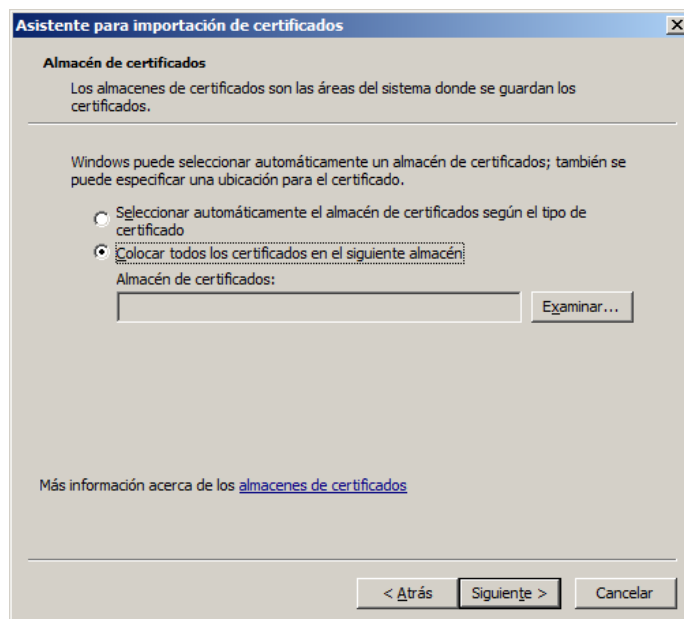 Asistente para importación de certificados
Almacén de certificados
Los almacenes de certificados son las áreas del sistema donde se guardan los
certificados.
Windows puede seleccionar automáticamente un almacén de certificados; también se
puede especificar una ubicación para el certificado.
Seleccionar automáticamente el almacén de certificados según el tipo de
certificado
Colocar todos los certificados en el siguiente almacén
Almacén de certificados:
Examinar...
Más información acerca de los almacenes de certificados
< Atrás Siguiente > Cancelar